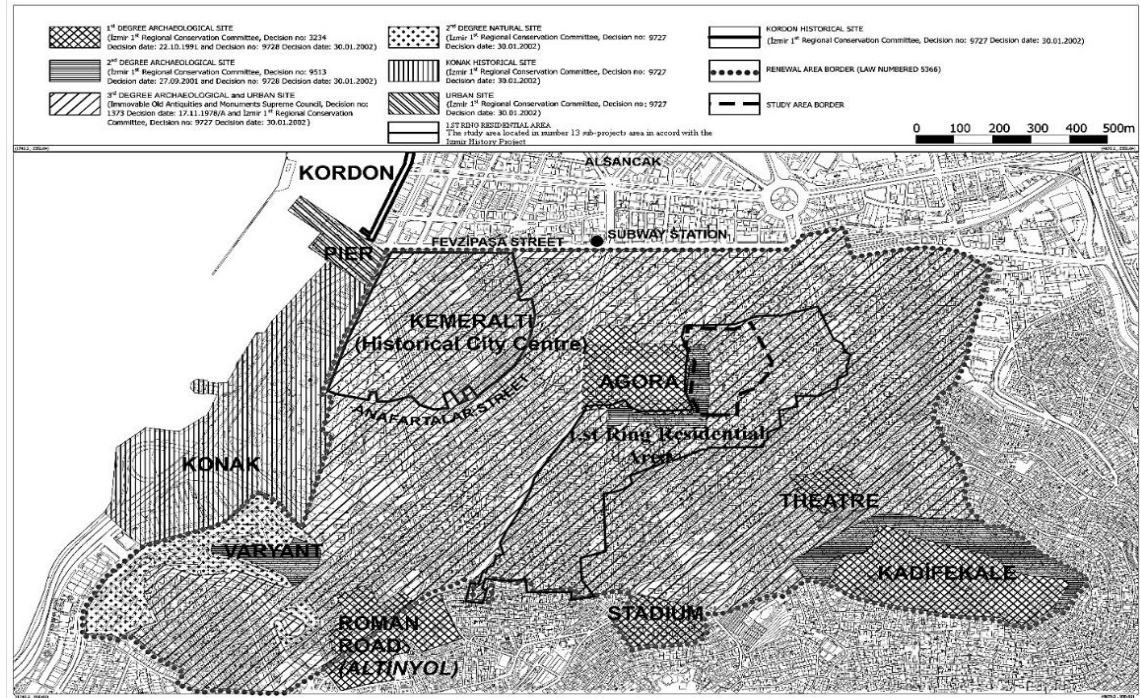 1st DEGREE ARCHAEOLOGICAL SITE
(İzmir 1st Regional Conservation Committee, Decision no: 3234
Decision date: 22.10.1991 and Decision no: 9728 Decision date: 30.01.2002)
2nd DEGREE ARCHAEOLOGICAL SITE
(İzmir 1st Regional Conservation Committee, Decision no: 9513
Decision date: 27.09.2001 and Decision no: 9728 Decision date: 30.01.2002)
3rd DEGREE ARCHAEOLOGICAL and URBAN SITE
(Immovable Old Antiquities and Monuments Supreme Council, Decision no:
1373 Decision date: 17.11.1978/A and İzmir 1st Regional Conservation
Committee, Decision no: 9727 Decision date: 30.01.2002)
2nd DEGREE NATURAL SITE
(İzmir 1st Regional Conservation Committee, Decision no: 9727
Decision date: 30.01.2002)
KONAK HISTORICAL SITE
(İzmir 1st Regional Conservation Committee, Decision no: 9727
Decision date: 30.01.2002)
URBAN SITE
(İzmir 1st Regional Conservation Committee, Decision no: 9727
Decision date: 30.01.2002)
1.ST RING RESIDENTIAL AREA
The study area located in number 13 sub-projects area in accord with the
Izmir History Project
KORDON HISTORICAL SITE
(İzmir 1st Regional Conservation Committee, Decision no: 9727 Decision date: 30.01.2002)
RENEWAL AREA BORDER (LAW NUMBERED 5366)
STUDY AREA BORDER
0 100 200 300 400 500m
ALSANCAK
KORDON
SUBWAY STATION
FEVZİPAŞA STREET
PIER
KEMERALTI
(Historical City Centre)
AGORA
ANAFARTALAR STREET
1.st Ring Residential
Area
KONAK
THEATRE
VARYANT
KADİFEKALE
STADIUM
ROMAN
ROAD
(ALTINYOL)